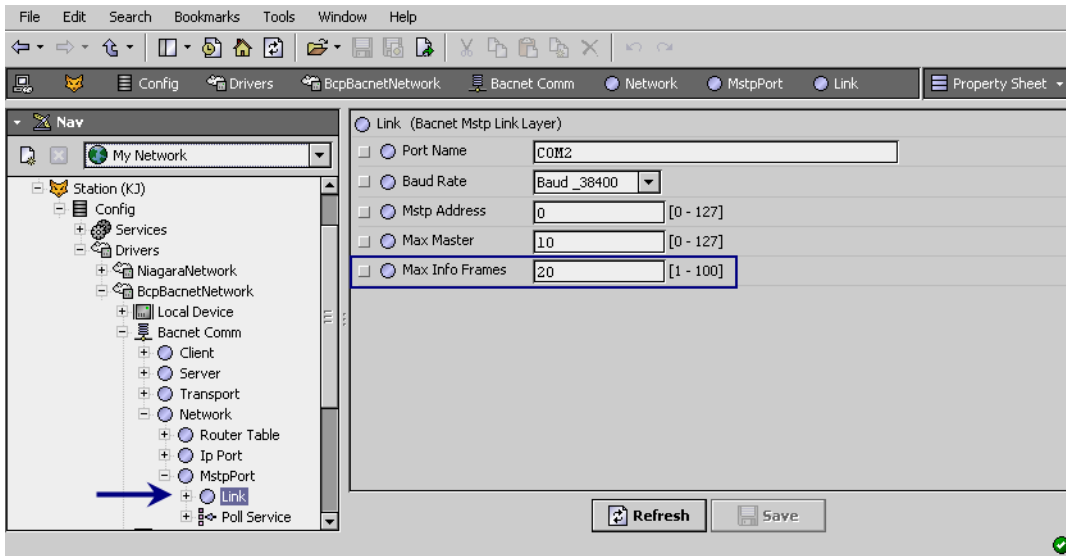 File Edit Search Bookmarks Tools Window Help
Config Drivers BcpBacnetNetwork Bacnet Comm Network MstpPort Link Property Sheet
Nav
My Network
Station (KJ)
Config
Services
Drivers
NiagaraNetwork
BcpBacnetNetwork
Local Device
Bacnet Comm
Client
Server
Transport
Network
Router Table
Ip Port
MstpPort
Link
Poll Service
Link (Bacnet Mstp Link Layer)
Port Name COM2
Baud Rate Baud _38400
Mstp Address 0 [0 - 127]
Max Master 10 [0 - 127]
Max Info Frames 20 [1 - 100]
Refresh Save